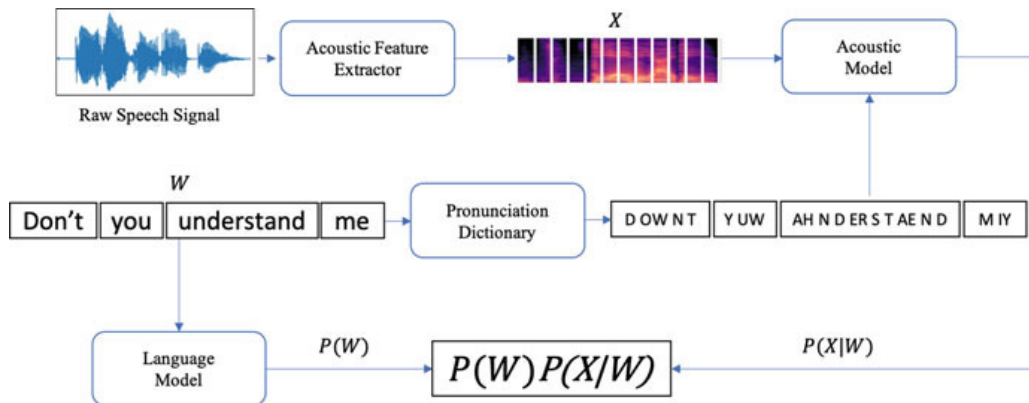 X
Acoustic Feature
Extractor
Acoustic
Model
Raw Speech Signal
W
Don't you understand me
Pronunciation
Dictionary
D OW N T Y UW AH N D ER S T AE N D M IY
Language
Model
P(W)
P(W)P(X/W)
P(X|W)